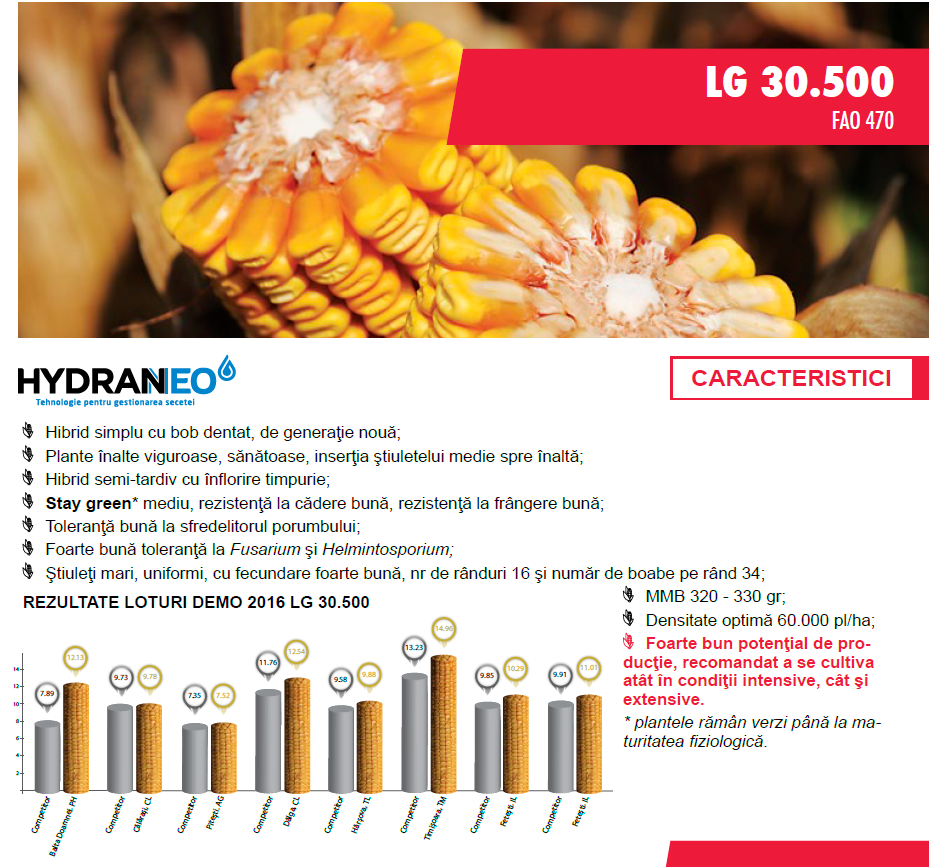 LG 30.500
FAO 470
HYDRANEO
Tehnologie pentru gestionarea secetei
CARACTERISTICI
Hibrid simplu cu bob dentat, de generaţie nouă;
Plante înalte viguroase, sănătoase, inserţia ştiuletelui medie spre înaltă;
Hibrid semi-tardiv cu înflorire timpurie;
Stay green* mediu, rezistenţă la cădere bună, rezistenţă la frângere bună;
Toleranţă bună la sfredelitorul porumbului;
Foarte bună toleranţă la Fusarium şi Helmintosporium;
Ştiuleţi mari, uniformi, cu fecundare foarte bună, nr de rânduri 16 şi număr de boabe pe rând 34;
MMB 320 - 330 gr;
Densitate optimă 60.000 pl/ha;
Foarte bun potenţial de pro-
ducţie, recomandat a se cultiva
atât în condiţii intensive, cât şi
extensive.
* plantele rămân verzi până la ma-
turitatea fiziologică.
REZULTATE LOTURI DEMO 2016 LG 30.500
14
12
10
8
6
4
2
7.89
12.13
9.73
9.78
7.35
7.52
11.76
12.54
9.58
9.88
13.23
14.96
9.85
10.29
9.91
11.01
Competitor
Balta Doamnei, PH
Competitor
Călăraşi, CL
Competitor
Piteşti, AG
Competitor
Dâlga, CL
Competitor
Hârşova, TL
Competitor
Timişoara, TM
Competitor
Feteşti, IL
Competitor
Feteşti, IL